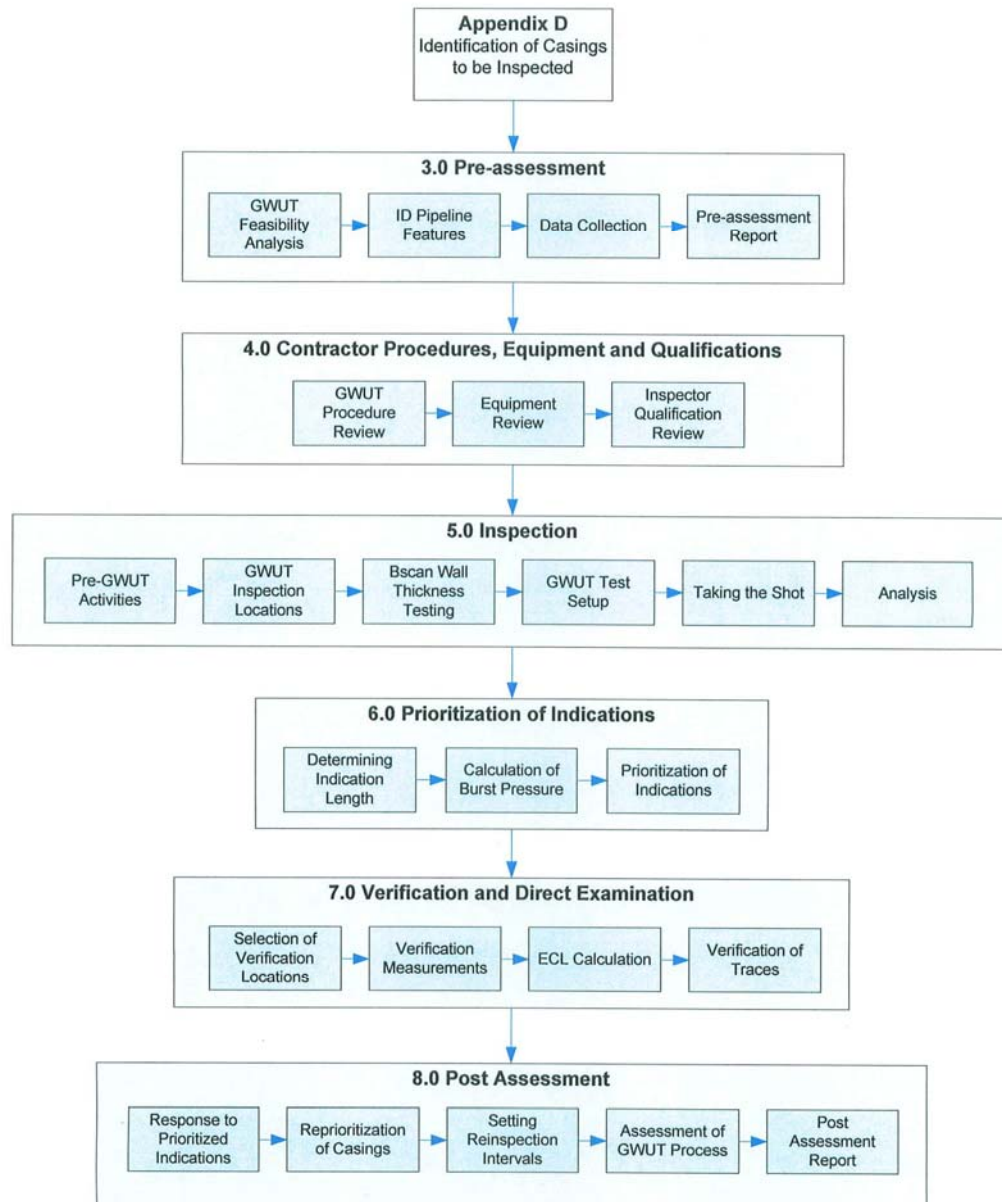 Appendix D
Identification of Casings
to be Inspected
3.0 Pre-assessment
GWUT
Feasibility
Analysis
ID Pipeline
Features
Data Collection
Pre-assessment
Report
4.0 Contractor Procedures, Equipment and Qualifications
GWUT
Procedure
Review
Equipment
Review
Inspector
Qualification
Review
5.0 Inspection
Pre-GWUT
Activities
GWUT
Inspection
Locations
Bscan Wall
Thickness
Testing
GWUT Test
Setup
Taking the Shot
Analysis
6.0 Prioritization of Indications
Determining
Indication
Length
Calculation of
Burst Pressure
Prioritization of
Indications
7.0 Verification and Direct Examination
Selection of
Verification
Locations
Verification
Measurements
ECL Calculation
Verification of
Traces
8.0 Post Assessment
Response to
Prioritized
Indications
Reprioritization
of Casings
Setting
Reinspection
Intervals
Assessment of
GWUT Process
Post
Assessment
Report